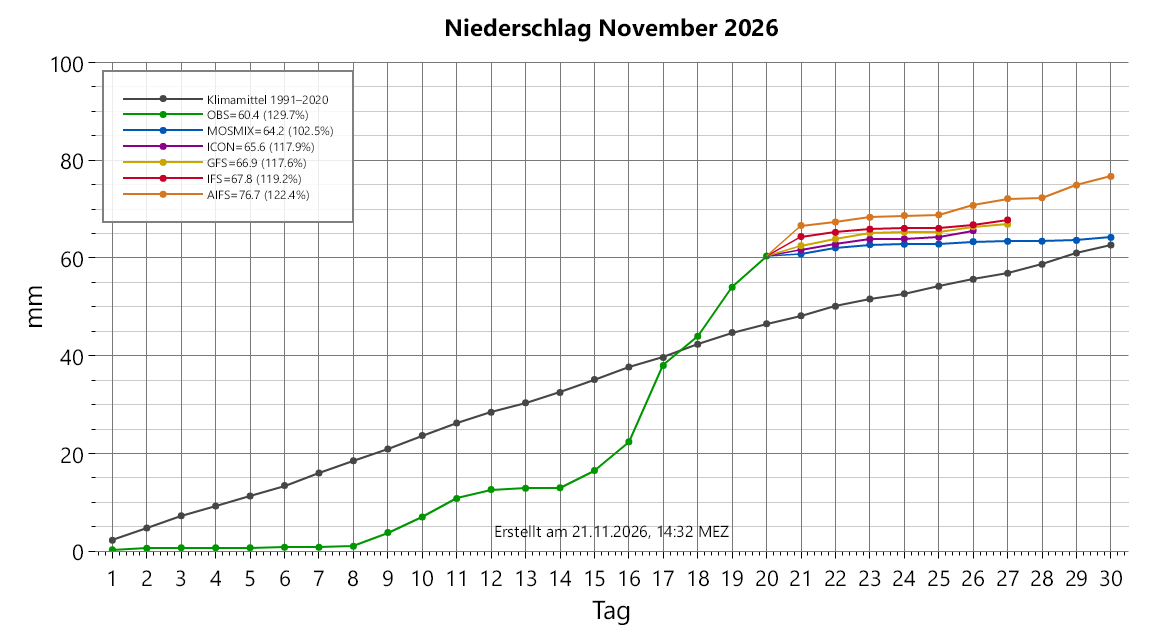 Niederschlag November 2026
100
80
60
40
20
0
mm
Klimamittel 1991–2020
OBS=60.4 (129.7%)
MOSMIX=64.2 (102.5%)
ICON=65.6 (117.9%)
GFS=66.9 (117.6%)
IFS=67.8 (119.2%)
AIFS=76.7 (122.4%)
Erstellt am 21.11.2026, 14:32 MEZ
1 2 3 4 5 6 7 8 9 10 11 12 13 14 15 16 17 18 19 20 21 22 23 24 25 26 27 28 29 30
Tag